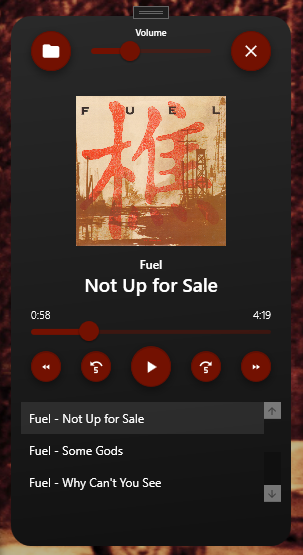 Volume
F U E L
樵
Fuel
Not Up for Sale
0:58
4:19
5
5
Fuel - Not Up for Sale
Fuel - Some Gods
Fuel - Why Can't You See